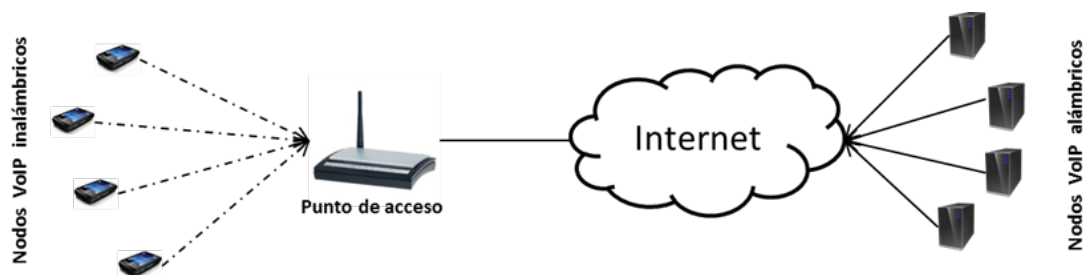 Nodos VoIP inalámbricos
Punto de acceso
Internet
Nodos VoIP alámbricos